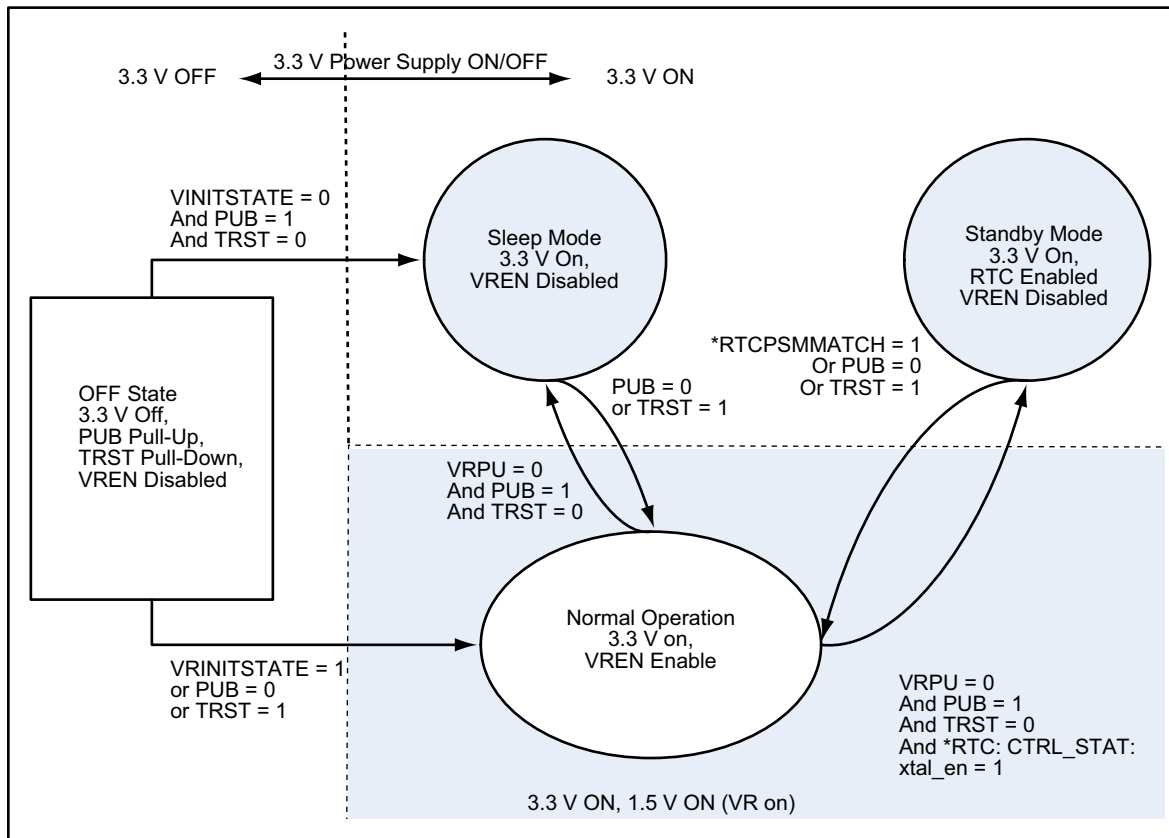 3.3 V Power Supply ON/OFF
3.3 V OFF
3.3 V ON
VINITSTATE = 0
And PUB = 1
And TRST = 0
Sleep Mode
3.3 V On,
VREN Disabled
Standby Mode
3.3 V On,
RTC Enabled
VREN Disabled
*RTCPSMMATCH = 1
Or PUB = 0
Or TRST = 1
PUB = 0
or TRST = 1
OFF State
3.3 V Off,
PUB Pull-Up,
TRST Pull-Down,
VREN Disabled
VRPU = 0
And PUB = 1
And TRST = 0
Normal Operation
3.3 V on,
VREN Enable
VRINITSTATE = 1
or PUB = 0
or TRST = 1
VRPU = 0
And PUB = 1
And TRST = 0
And *RTC: CTRL_STAT:
xtal_en = 1
3.3 V ON, 1.5 V ON (VR on)